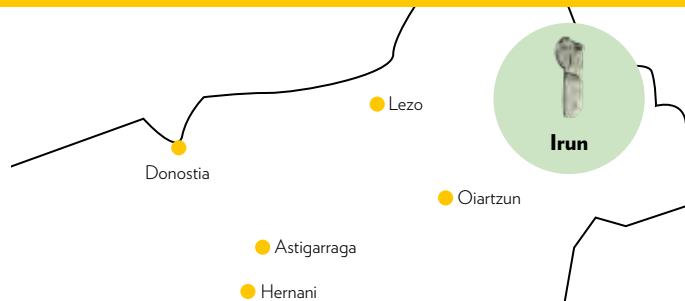 Lezo
Irun
Donostia
Oiartzun
Astigarraga
Hernani